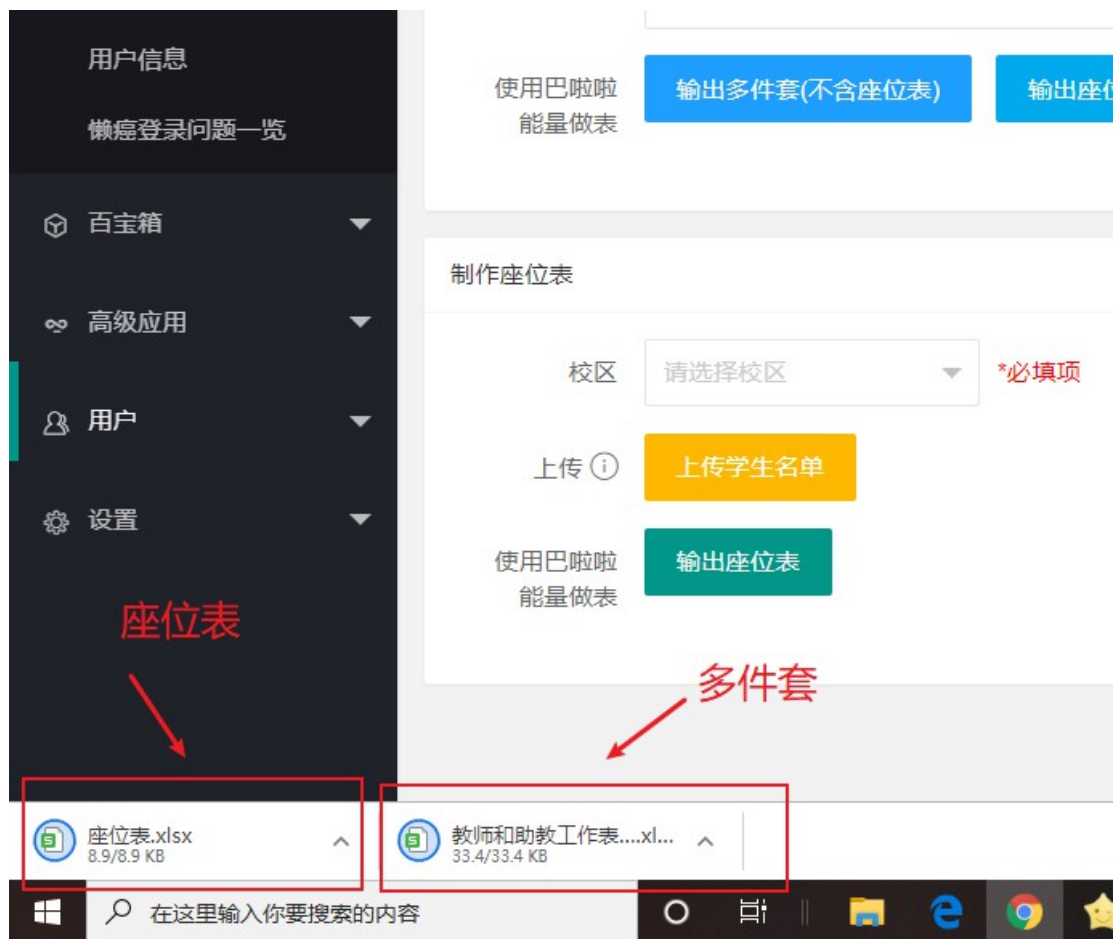 用户信息
懒癌登录问题一览
百宝箱
高级应用
用户
设置
使用巴啦啦
能量做表
输出多件套(不含座位表)
输出座位
制作座位表
校区
请选择校区
*必填项
上传
上传学生名单
使用巴啦啦
能量做表
输出座位表
座位表
多件套
座位表.xlsx
8.9/8.9 KB
教师和助教工作表....xl...
33.4/33.4 KB
在这里输入你要搜索的内容